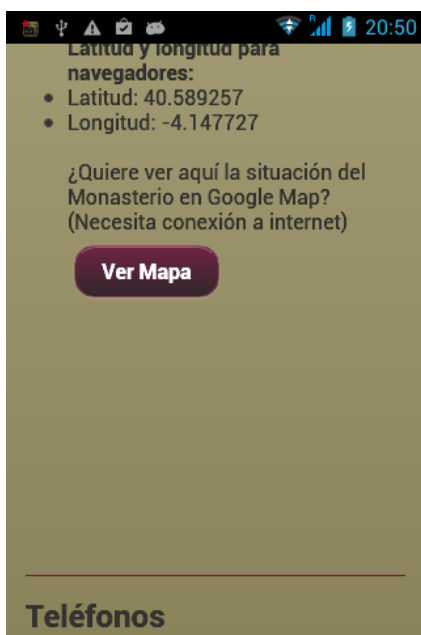 R
20:50
Latitud y longitud para
navegadores:
Latitud: 40.589257
Longitud: -4.147727
¿Quiere ver aquí la situación del
Monasterio en Google Map?
(Necesita conexión a internet)
Ver Mapa
Teléfonos